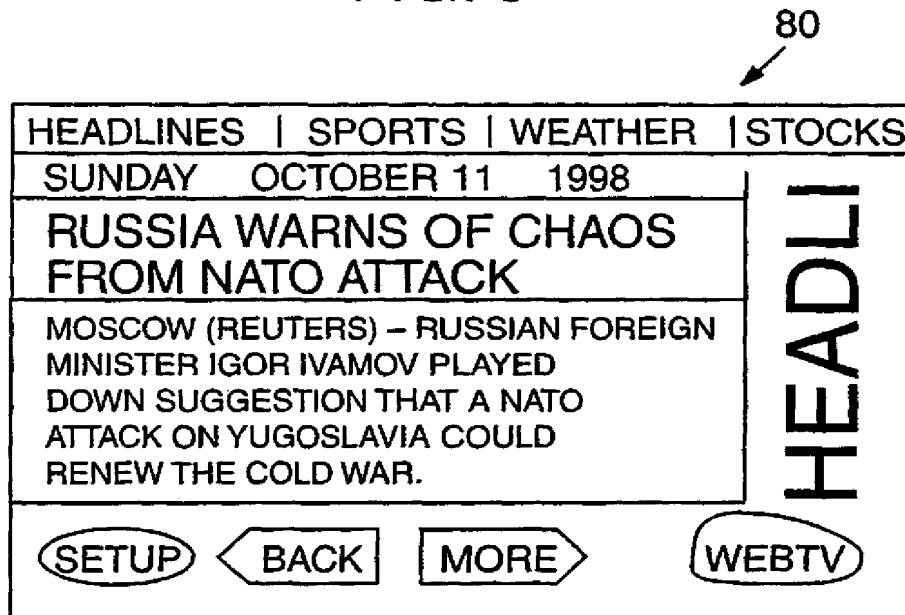 80
HEADLINES | SPORTS | WEATHER | STOCKS
SUNDAY OCTOBER 11 1998
RUSSIA WARNS OF CHAOS
FROM NATO ATTACK
MOSCOW (REUTERS) – RUSSIAN FOREIGN
MINISTER IGOR IVAMOV PLAYED
DOWN SUGGESTION THAT A NATO
ATTACK ON YUGOSLAVIA COULD
RENEW THE COLD WAR.
HEADLI
SETUP BACK MORE WEBTV